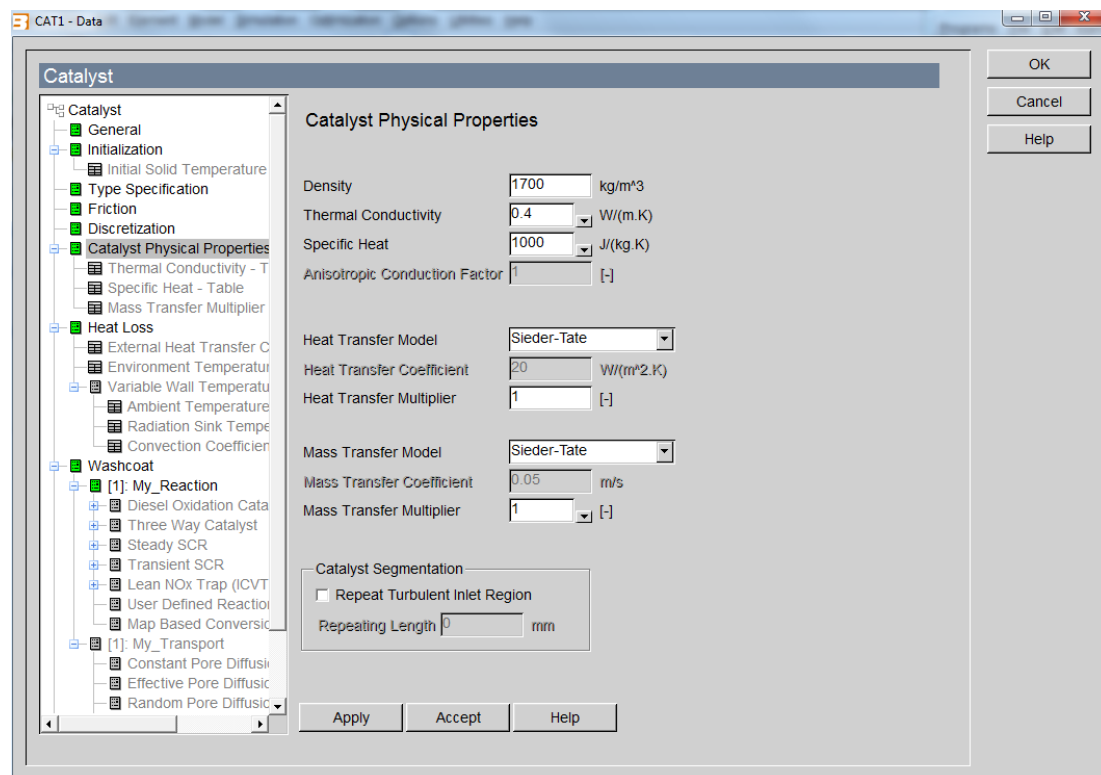 CAT1 - Data
Catalyst
OK
Cancel
Help
Catalyst
General
Initialization
Initial Solid Temperature
Type Specification
Friction
Discretization
Catalyst Physical Properties
Thermal Conductivity - T
Specific Heat - Table
Mass Transfer Multiplier
Heat Loss
External Heat Transfer C
Environment Temperatur
Variable Wall Temperatu
Ambient Temperature
Radiation Sink Tempe
Convection Coefficien
Washcoat
[1]: My_Reaction
Diesel Oxidation Cata
Three Way Catalyst
Steady SCR
Transient SCR
Lean NOx Trap (ICVT
User Defined Reaction
Map Based Conversio
[1]: My_Transport
Constant Pore Diffusio
Effective Pore Diffusio
Random Pore Diffusio
Catalyst Physical Properties
Density 1700 kg/m^3
Thermal Conductivity 0.4 W/(m.K)
Specific Heat 1000 J/(kg.K)
Anisotropic Conduction Factor 1 [-]
Heat Transfer Model Sieder-Tate
Heat Transfer Coefficient 20 W/(m^2.K)
Heat Transfer Multiplier 1 [-]
Mass Transfer Model Sieder-Tate
Mass Transfer Coefficient 0.05 m/s
Mass Transfer Multiplier 1 [-]
Catalyst Segmentation
Repeat Turbulent Inlet Region
Repeating Length 0 mm
Apply Accept Help